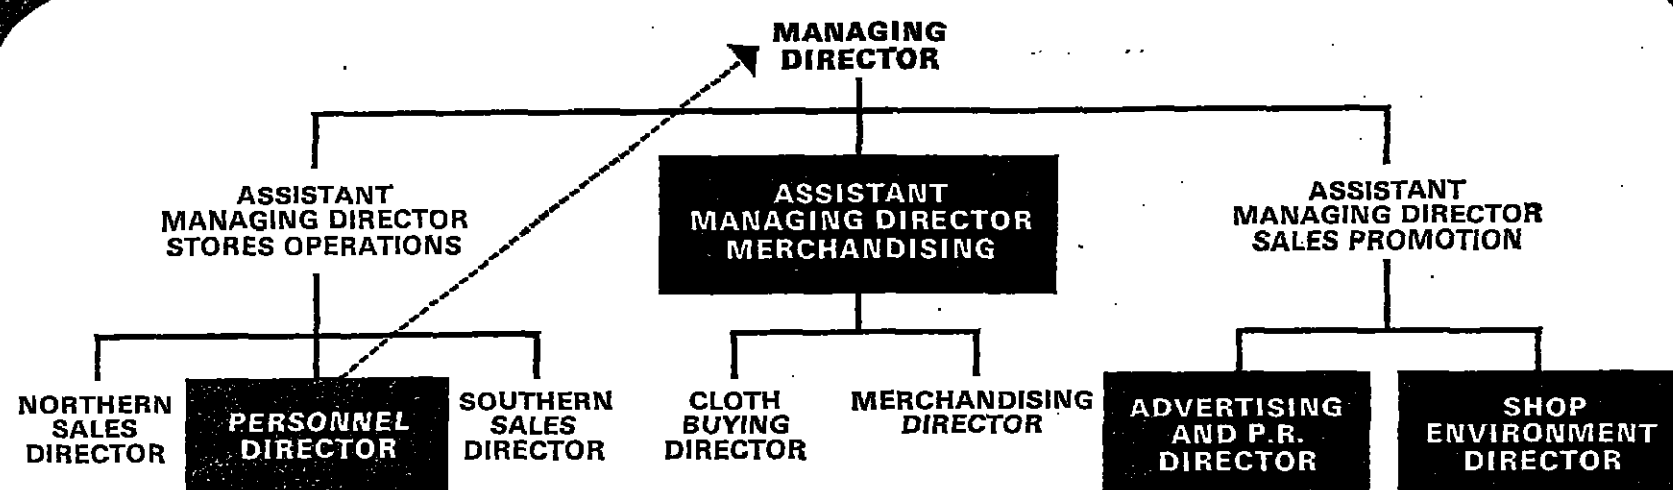 MANAGING
DIRECTOR
ASSISTANT
MANAGING DIRECTOR
STORES OPERATIONS
ASSISTANT
MANAGING DIRECTOR
MERCHANDISING
ASSISTANT
MANAGING DIRECTOR
SALES PROMOTION
NORTHERN
SALES
DIRECTOR
PERSONNEL
DIRECTOR
SOUTHERN
SALES
DIRECTOR
CLOTH
BUYING
DIRECTOR
MERCHANDISING
DIRECTOR
ADVERTISING
AND P.R.
DIRECTOR
SHOP
ENVIRONMENT
DIRECTOR